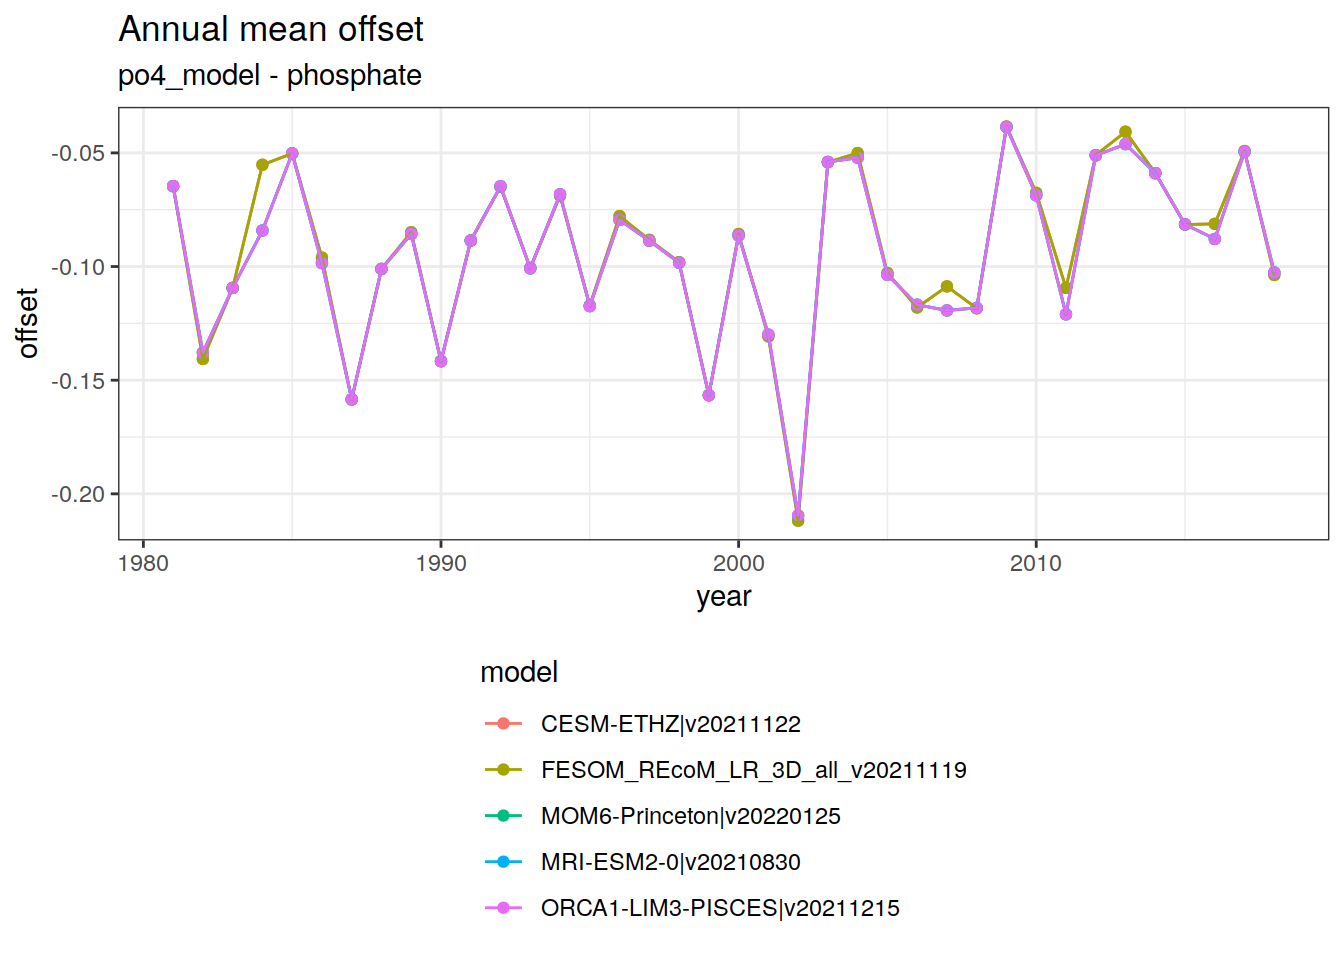 Annual mean offset
po4_model - phosphate
-0.05
-0.10
-0.15
-0.20
offset
1980 1990 2000 2010
year
model
CESM-ETHZ|v20211122
FESOM_REcoM_LR_3D_all_v20211119
MOM6-Princeton|v20220125
MRI-ESM2-0|v20210830
ORCA1-LIM3-PISCES|v20211215